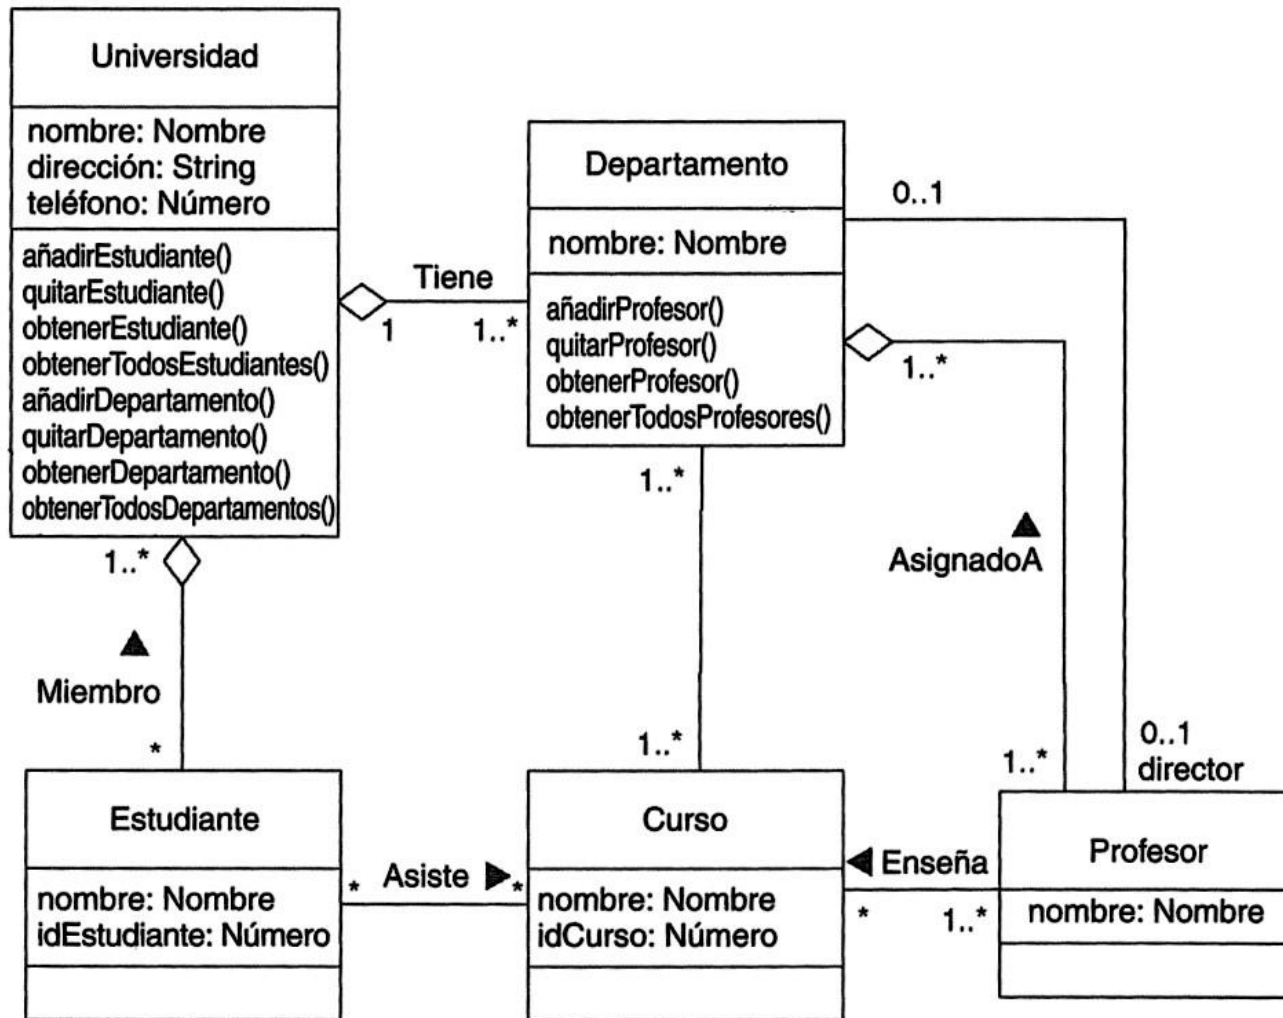 Universidad
nombre: Nombre
dirección: String
teléfono: Número
añadirEstudiante()
quitarEstudiante()
obtenerEstudiante()
obtenerTodosEstudiantes()
añadirDepartamento()
quitarDepartamento()
obtenerDepartamento()
obtenerTodosDepartamentos()
Tiene
1
1..*
Departamento
nombre: Nombre
añadirProfesor()
quitarProfesor()
obtenerProfesor()
obtenerTodosProfesores()
0..1
1..*
1..*
1..*
Miembro
*
AsignadoA
1..*
1..*
0..1
director
Estudiante
nombre: Nombre
idEstudiante: Número
* Asiste *
Curso
nombre: Nombre
idCurso: Número
Enseña
* 1..*
Profesor
nombre: Nombre